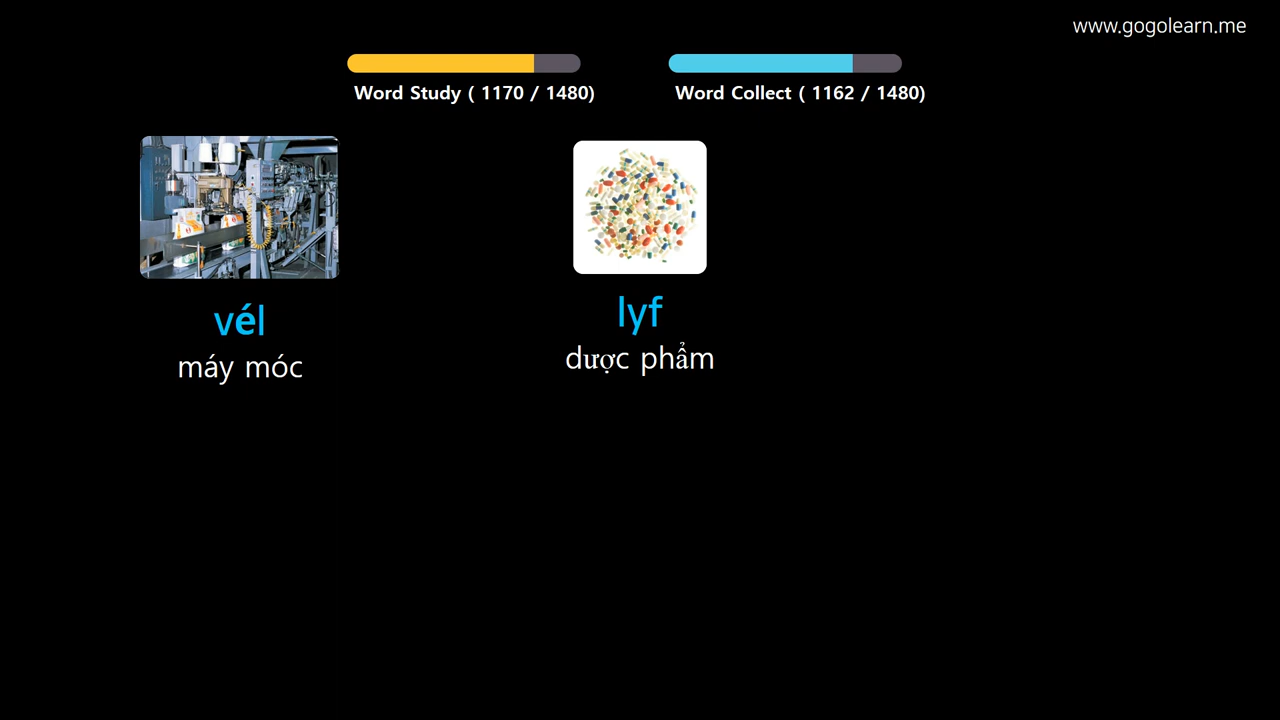 www.gogolearn.me
Word Study ( 1170 / 1480)
Word Collect ( 1162 / 1480)
vél
máy móc
lyf
dược phẩm